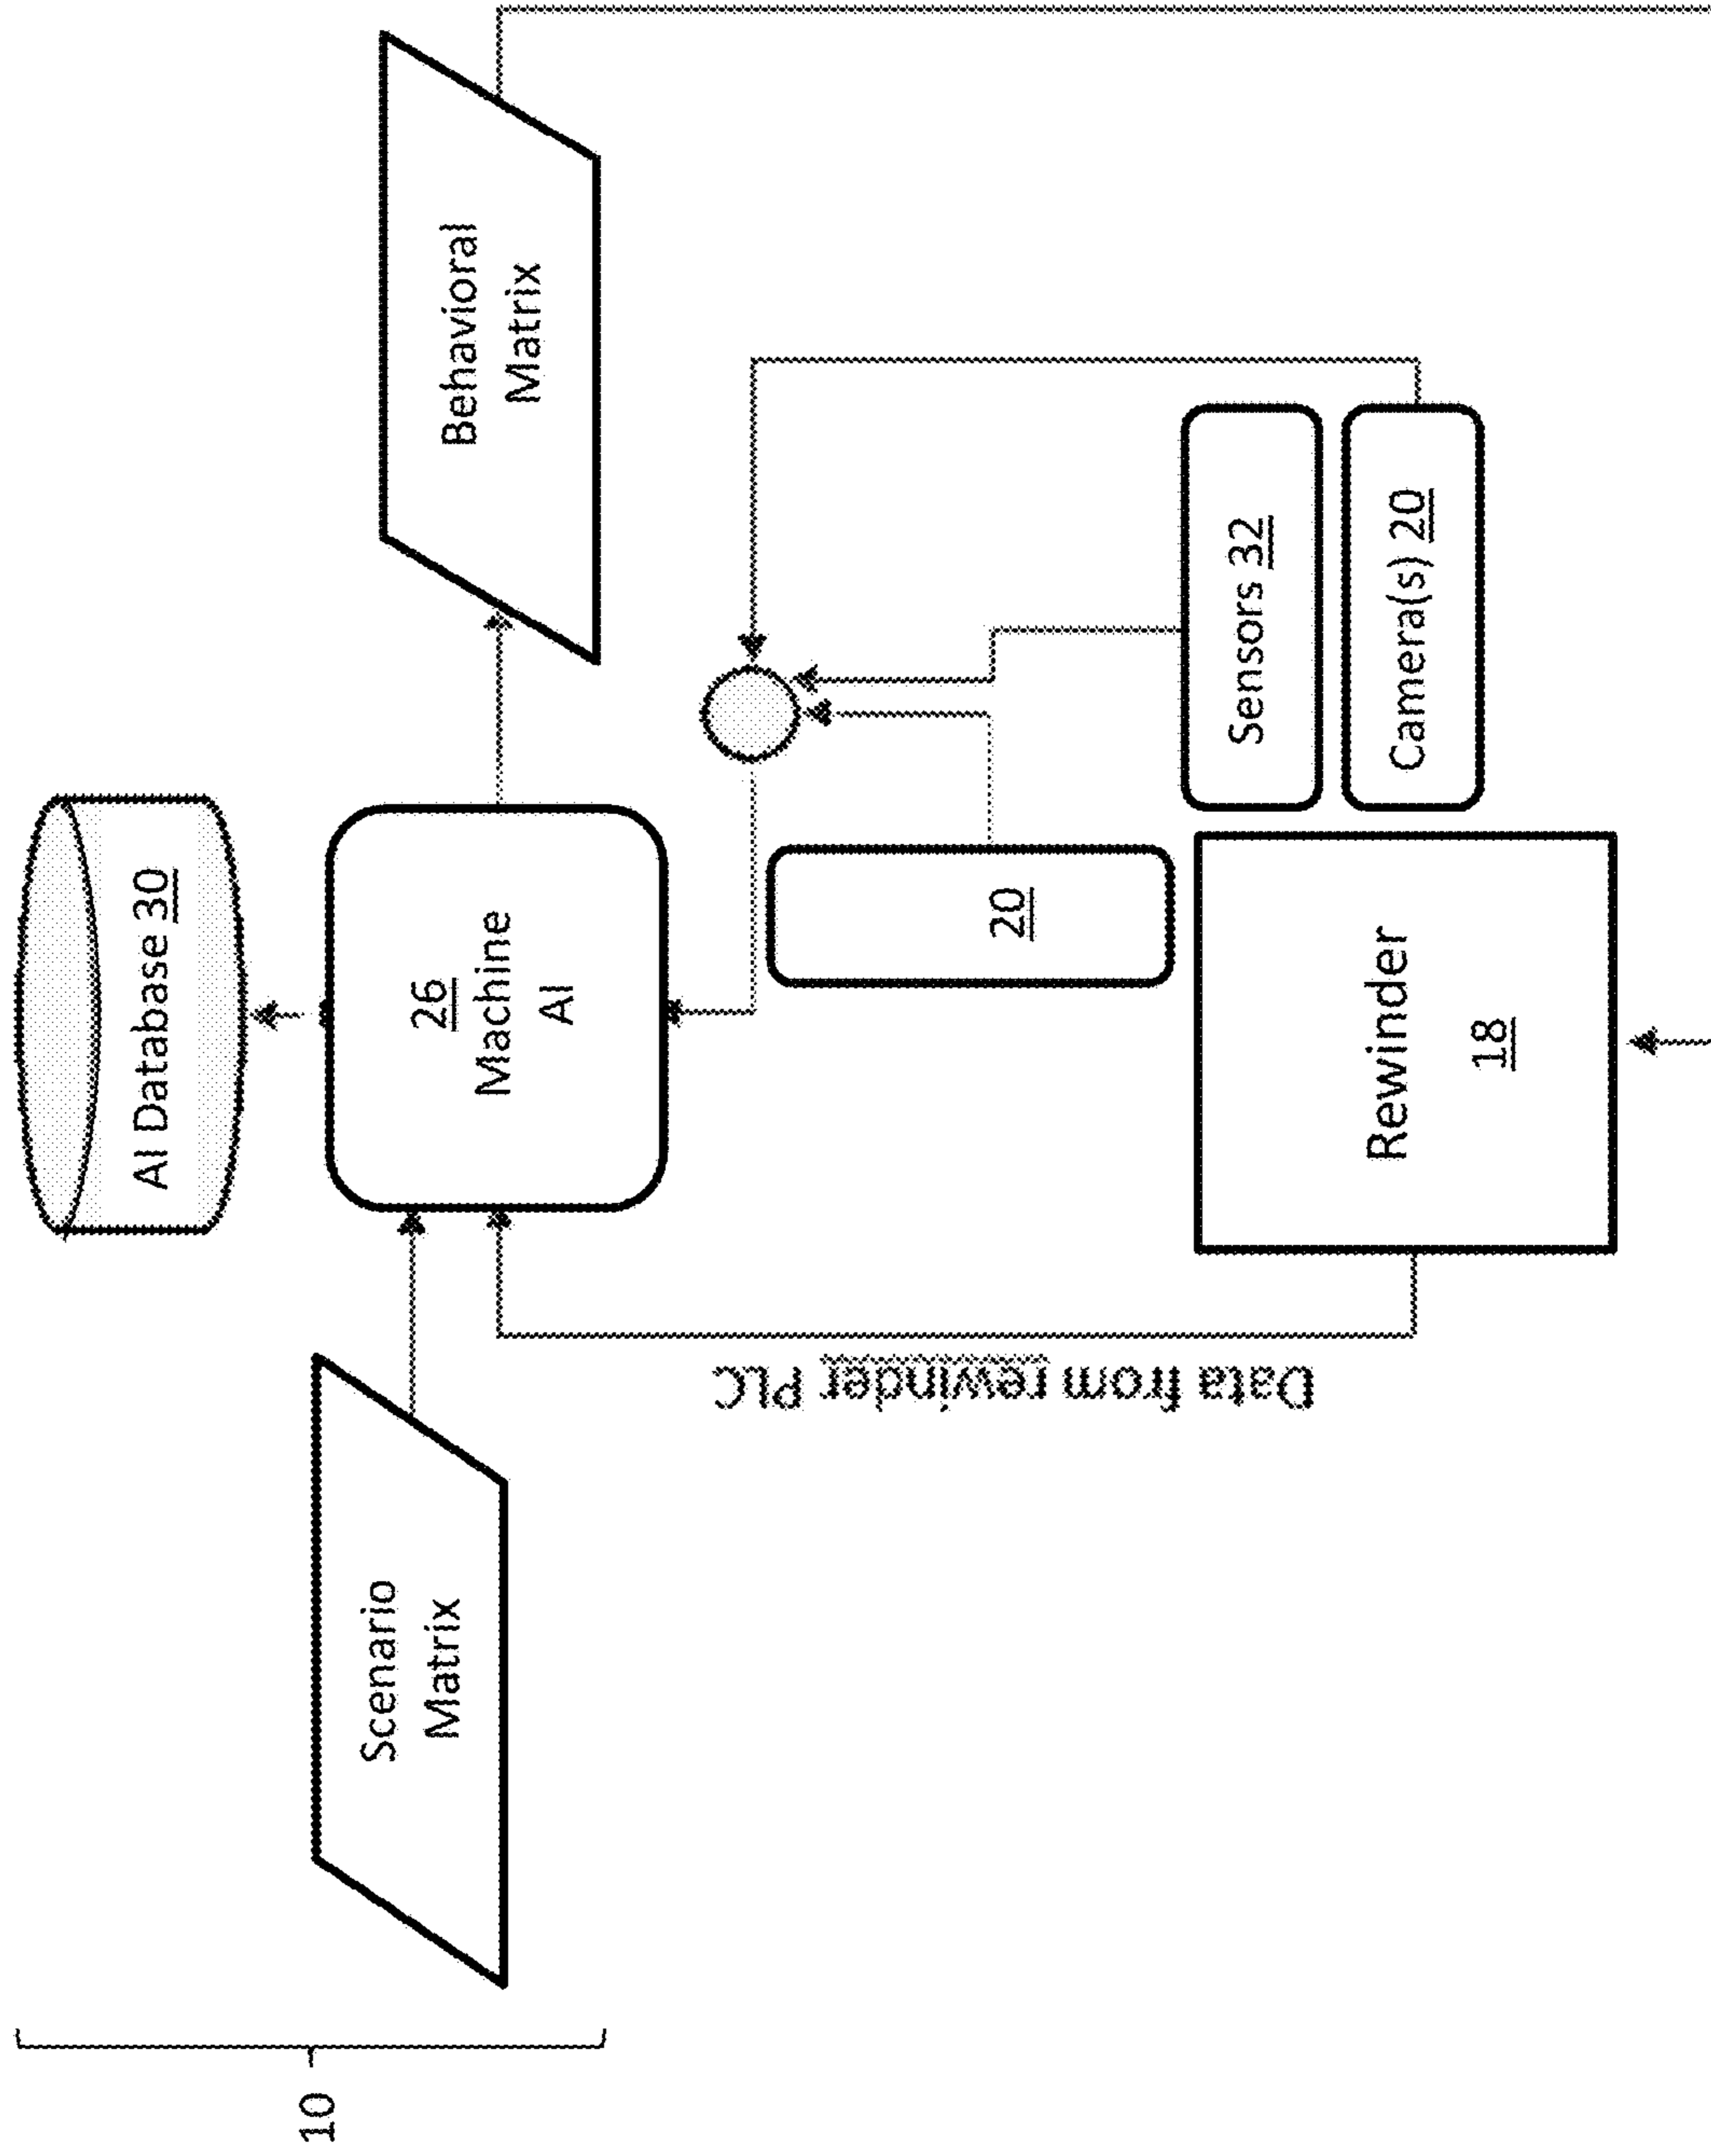 10
AI Database 30
Scenario
Matrix
26
Machine
AI
Behavioral
Matrix
Data from rewinder PLC
20
Sensors 32
Camera(s) 20
Rewinder
18